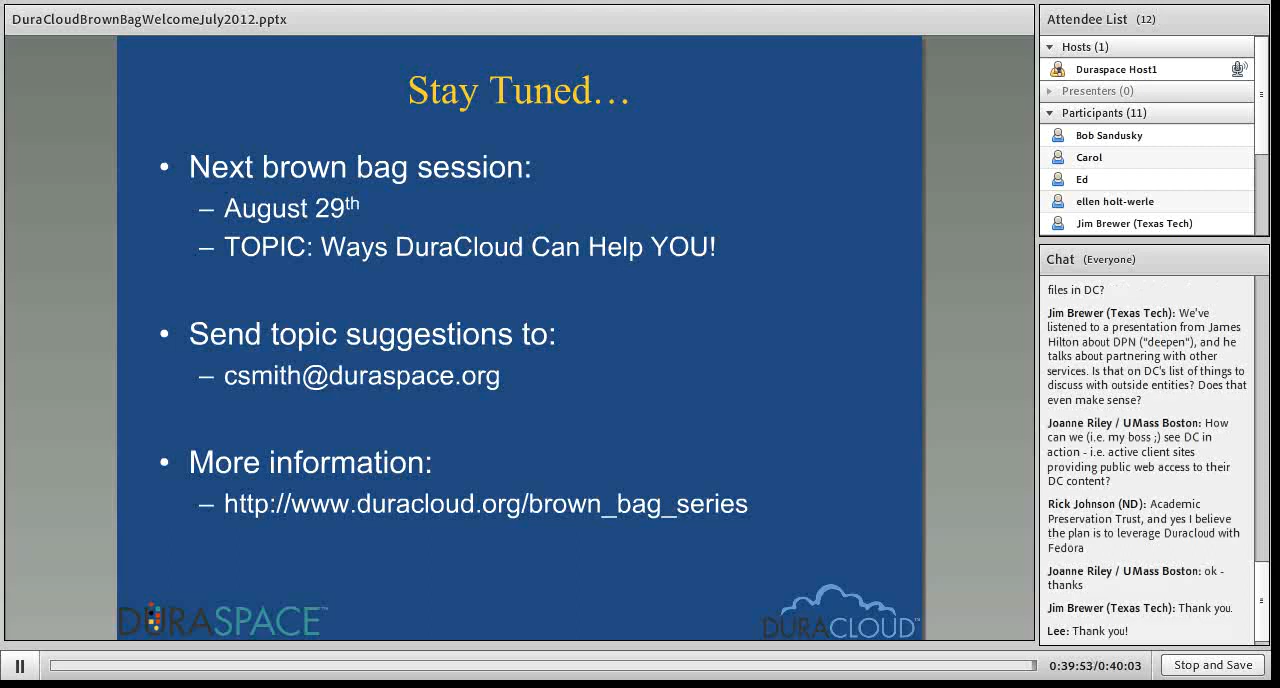 DuraCloudBrownBagWelcomeJuly2012.pptx
Stay Tuned…
• Next brown bag session:
– August 29th
– TOPIC: Ways DuraCloud Can Help YOU!
• Send topic suggestions to:
– csmith@duraspace.org
• More information:
– http://www.duracloud.org/brown_bag_series
DURASPACE™
DURACLOUD™
Attendee List (12)
Hosts (1)
Duraspace Host1
Presenters (0)
Participants (11)
Bob Sandusky
Carol
Ed
ellen holt-werle
Jim Brewer (Texas Tech)
Chat (Everyone)
files in DC?
Jim Brewer (Texas Tech): We've
listened to a presentation from James
Hilton about DPN ("deepen"), and he
talks about partnering with other
services. Is that on DC's list of things to
discuss with outside entities? Does that
even make sense?
Joanne Riley / UMass Boston: How
can we (i.e. my boss ;) see DC in
action - i.e. active client sites
providing public web access to their
DC content?
Rick Johnson (ND): Academic
Preservation Trust, and yes I believe
the plan is to leverage Duracloud with
Fedora
Joanne Riley / UMass Boston: ok -
thanks
Jim Brewer (Texas Tech): Thank you.
Lee: Thank you!
0:39:53/0:40:03
Stop and Save